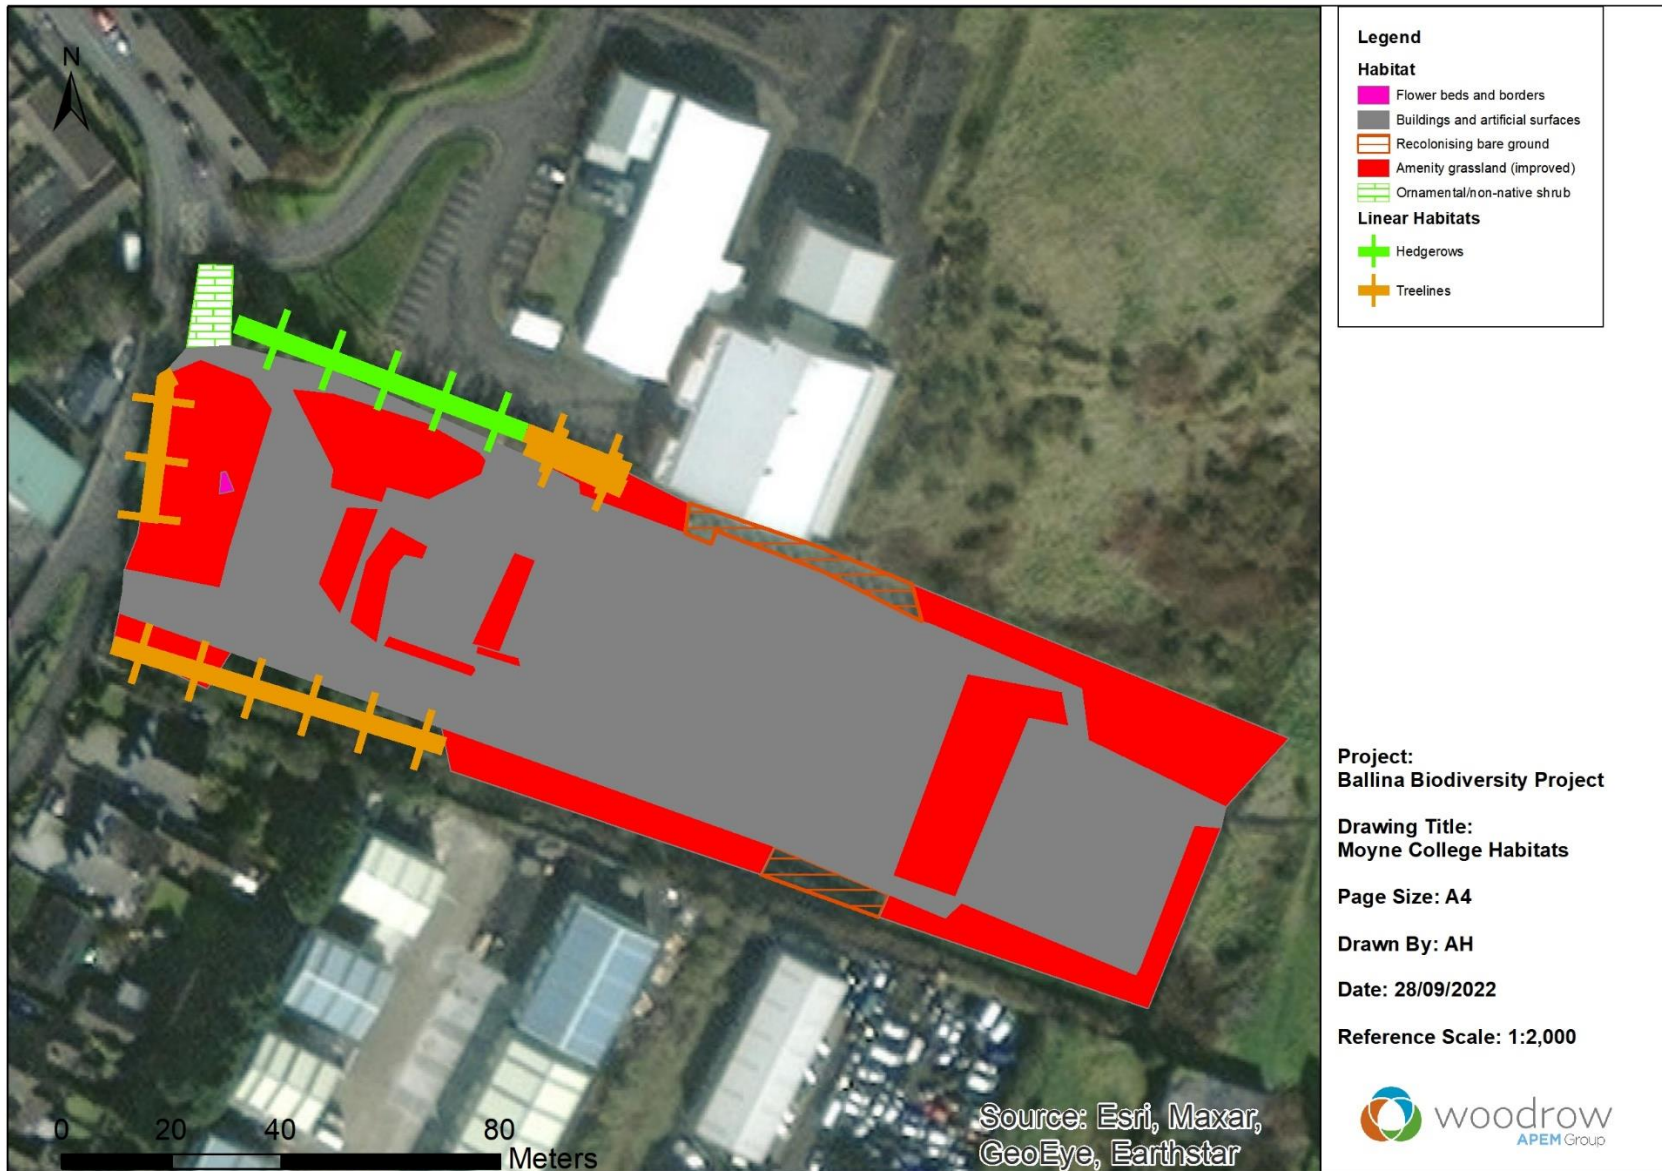 N
Legend
Habitat
Flower beds and borders
Buildings and artificial surfaces
Recolonising bare ground
Amenity grassland (improved)
Ornamental/non-native shrub
Linear Habitats
Hedgerows
Treelines
Project:
Ballina Biodiversity Project
Drawing Title:
Moyne College Habitats
Page Size: A4
Drawn By: AH
Date: 28/09/2022
Reference Scale: 1:2,000
woodrow
APEM Group
0 20 40 80
Meters
Source: Esri, Maxar,
GeoEye, Earthstar